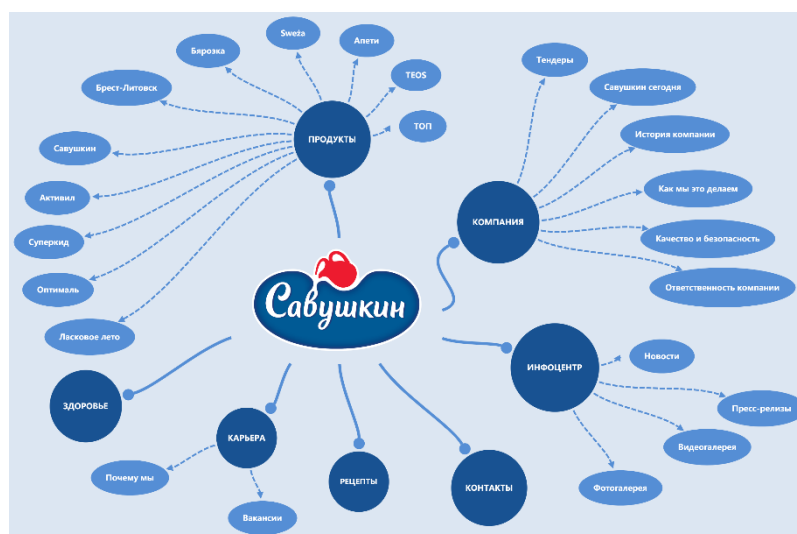 Sweża
Апети
Бярозка
TEOS
Брест-Литовск
ТОП
ПРОДУКТЫ
Савушкин
Активил
Суперкид
Оптималь
Ласковое лето
Тендеры
Савушкин сегодня
История компании
Как мы это делаем
КОМПАНИЯ
Качество и безопасность
Ответственность компании
Савушкин
ИНФОЦЕНТР
Новости
Пресс-релизы
Видеогалерея
Фотогалерея
ЗДОРОВЬЕ
КАРЬЕРА
Почему мы
Вакансии
РЕЦЕПТЫ
КОНТАКТЫ